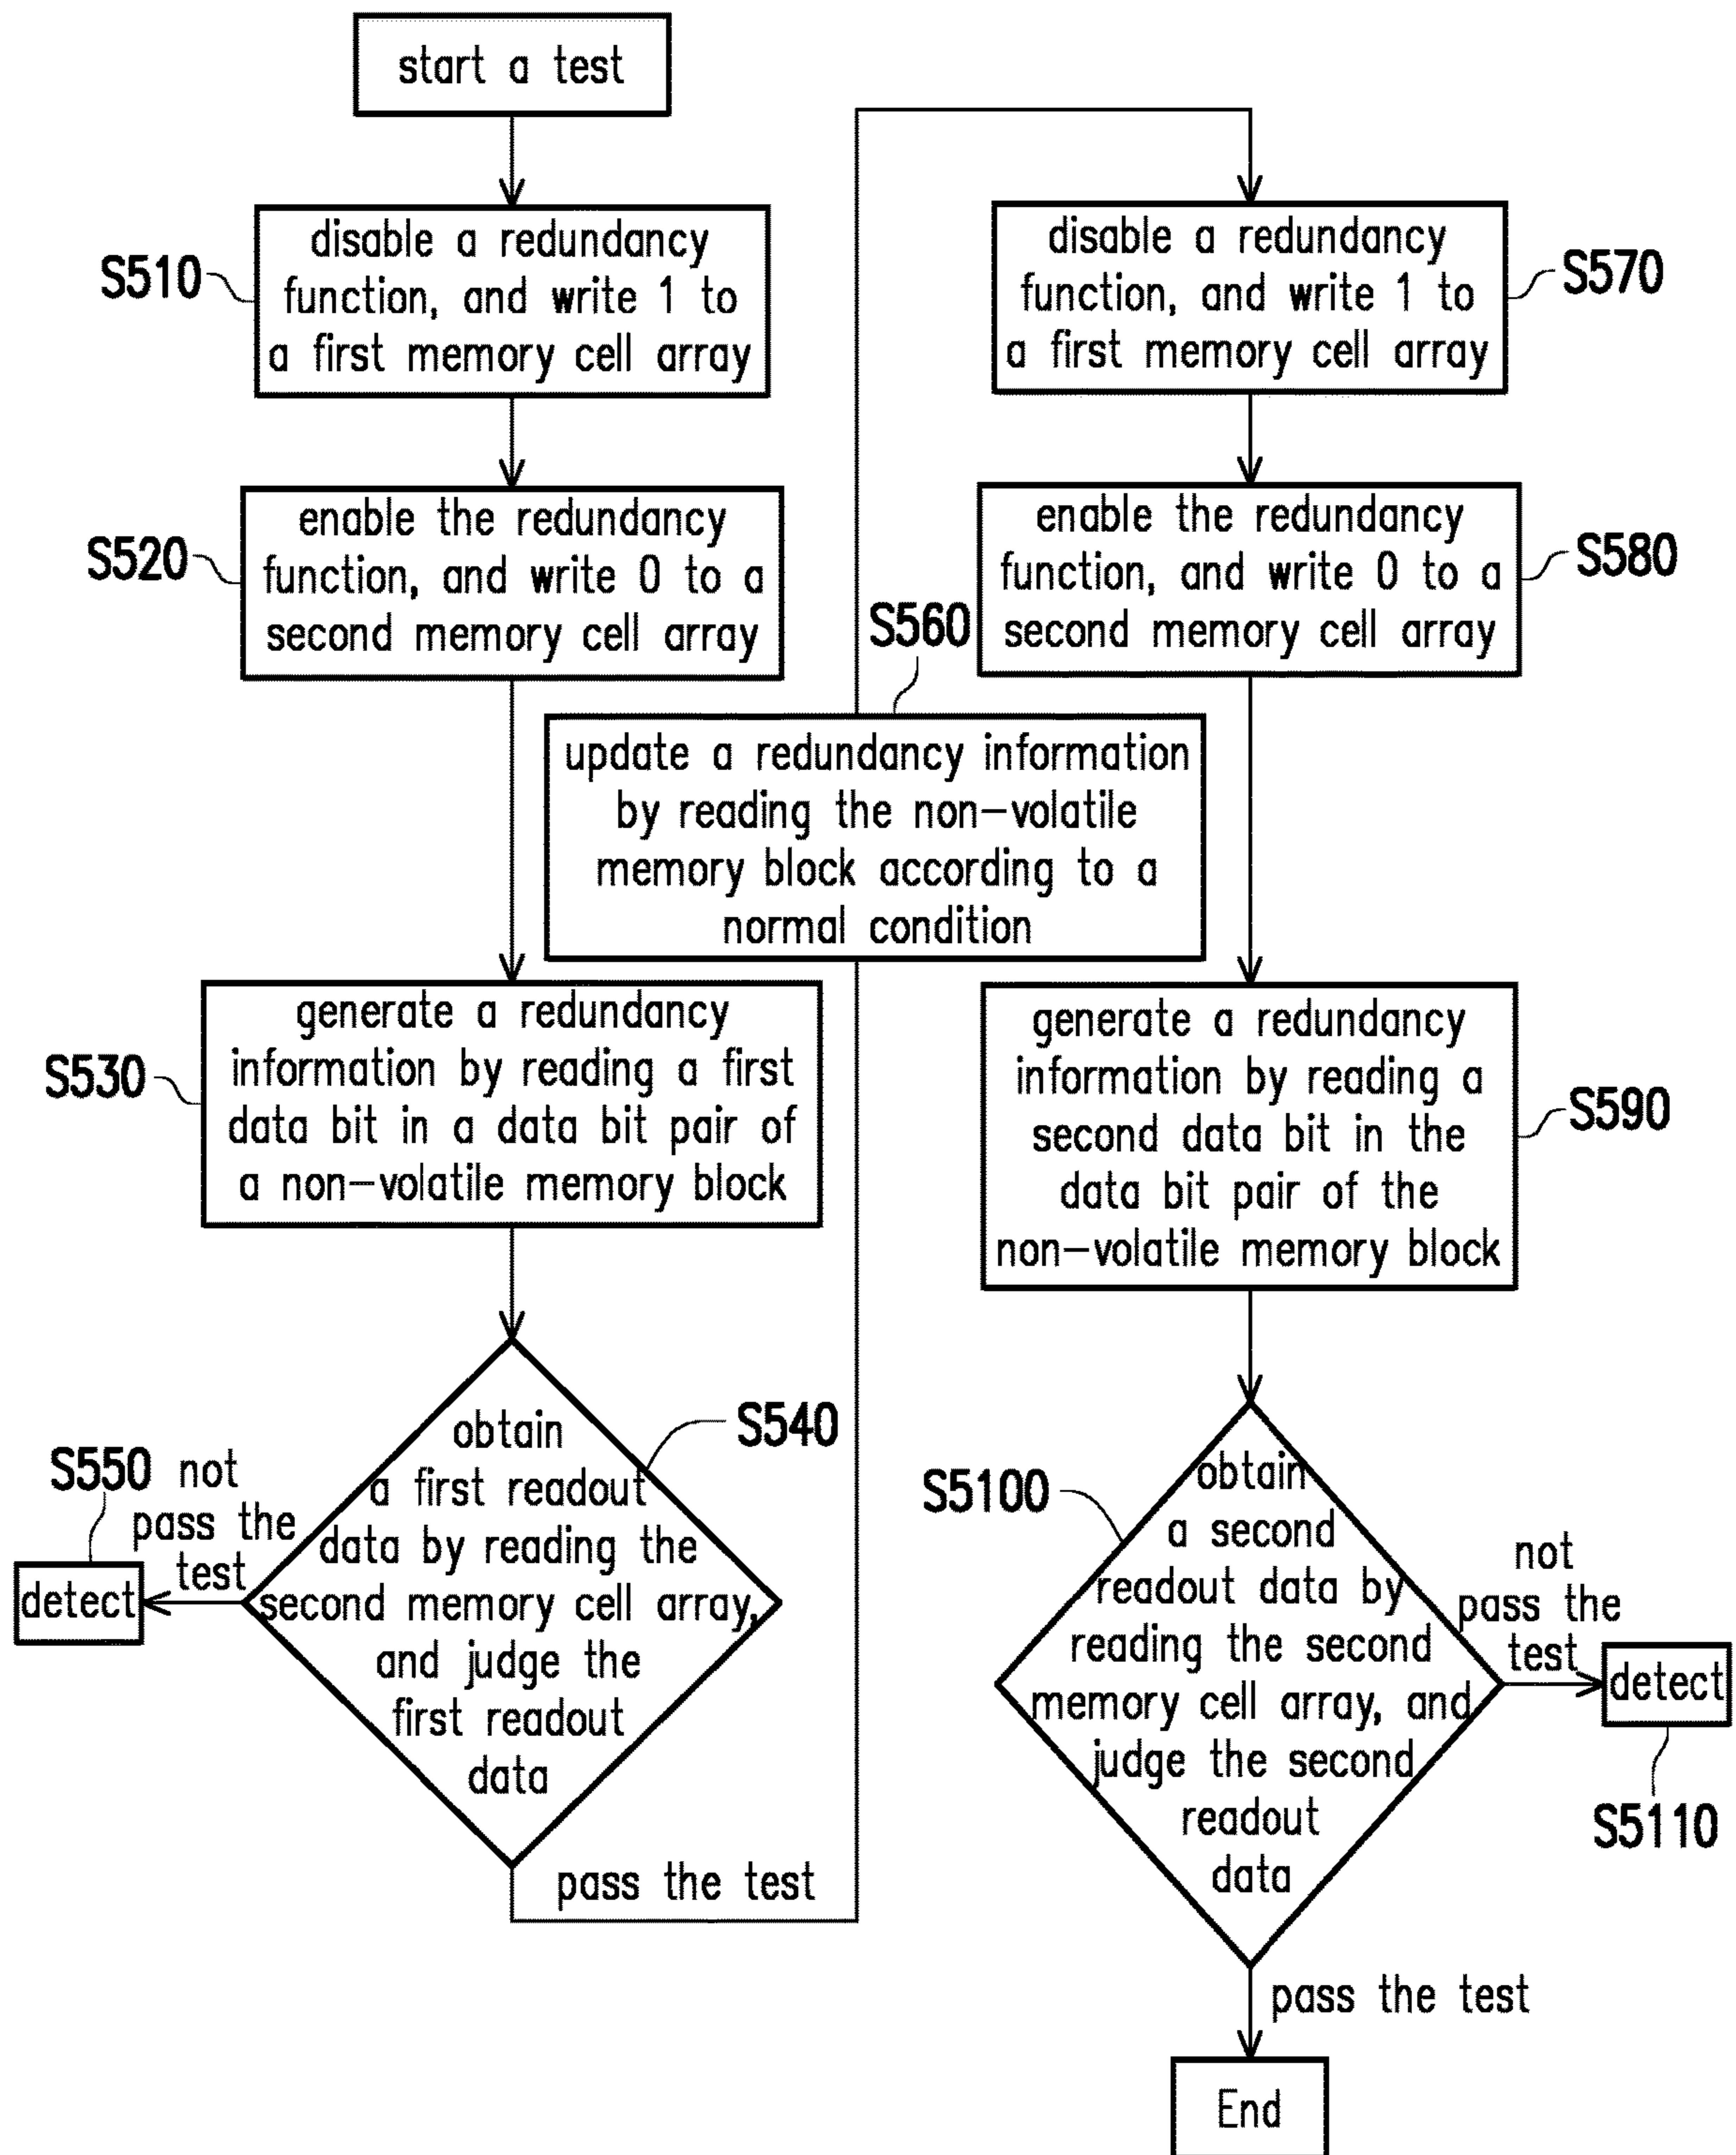 start a test
S510
disable a redundancy
function, and write 1 to
a first memory cell array
S520
enable the redundancy
function, and write 0 to a
second memory cell array
S530
generate a redundancy
information by reading a first
data bit in a data bit pair of
a non-volatile memory block
S540
obtain
a first readout
data by reading the
second memory cell array,
and judge the
first readout
data
S550
not
pass the
test
detect
pass the test
S560
update a redundancy information
by reading the non-volatile
memory block according to a
normal condition
S570
disable a redundancy
function, and write 1 to
a first memory cell array
S580
enable the redundancy
function, and write 0 to a
second memory cell array
S590
generate a redundancy
information by reading a
second data bit in the
data bit pair of the
non-volatile memory block
S5100
obtain
a second
readout data by
reading the second
memory cell array, and
judge the second
readout
data
not
pass the
test
detect
S5110
pass the test
End